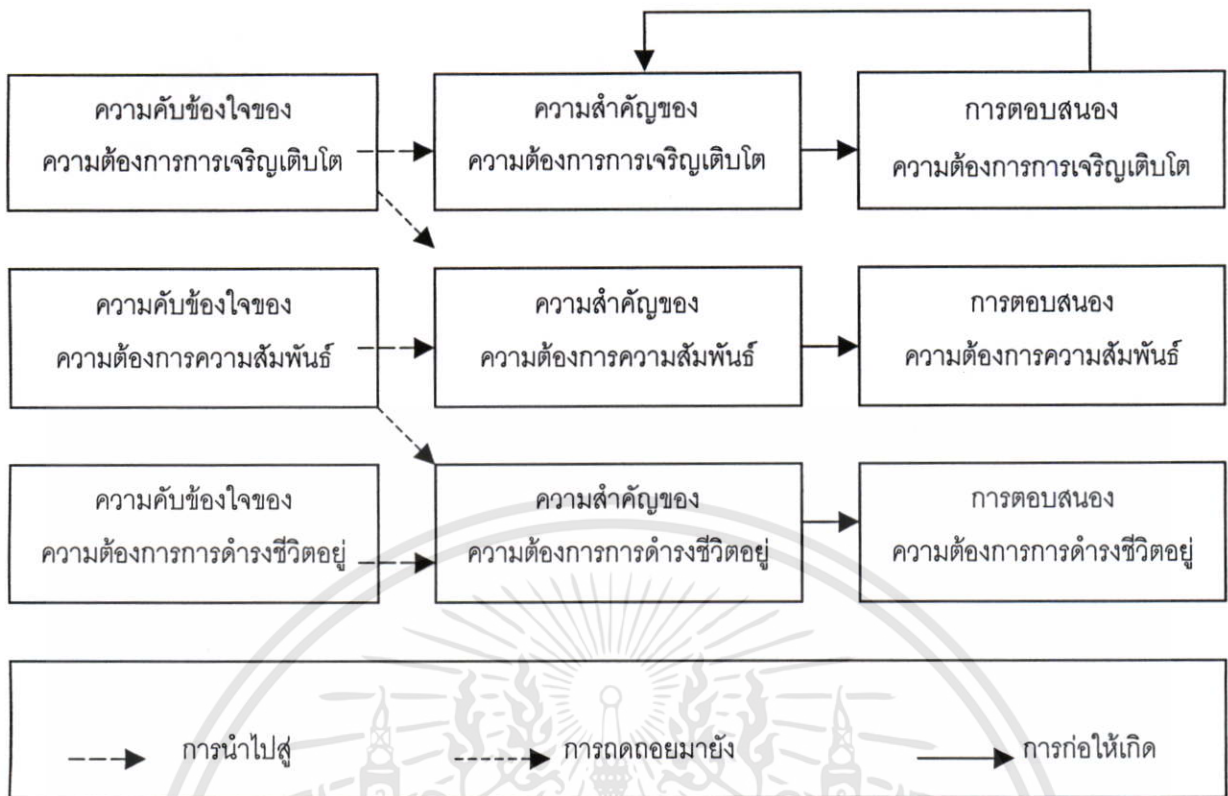 ความคับข้องใจของ
ความต้องการการเจริญเติบโต
ความสำคัญของ
ความต้องการการเจริญเติบโต
การตอบสนอง
ความต้องการการเจริญเติบโต
ความคับข้องใจของ
ความต้องการความสัมพันธ์
ความสำคัญของ
ความต้องการความสัมพันธ์
การตอบสนอง
ความต้องการความสัมพันธ์
ความคับข้องใจของ
ความต้องการการดำรงชีวิตอยู่
ความสำคัญของ
ความต้องการการดำรงชีวิตอยู่
การตอบสนอง
ความต้องการการดำรงชีวิตอยู่
การนำไปสู่
การถดถอยมายัง
การก่อให้เกิด